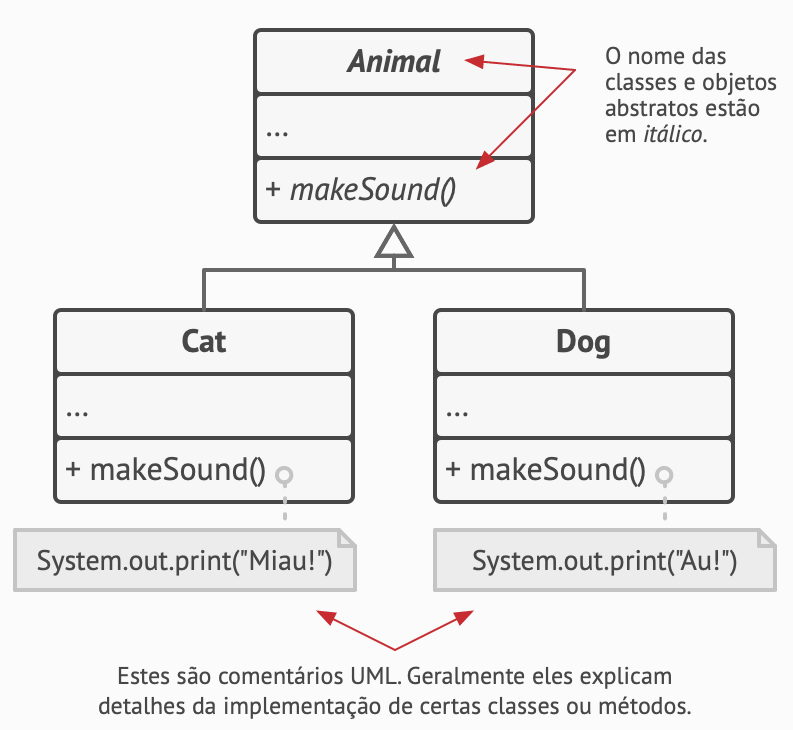 Animal
...
+ makeSound()
O nome das
classes e objetos
abstratos estão
em itálico.
Cat
...
+ makeSound()
System.out.print("Miau!")
Dog
...
+ makeSound()
System.out.print("Au!")
Estes são comentários UML. Geralmente eles explicam
detalhes da implementação de certas classes ou métodos.